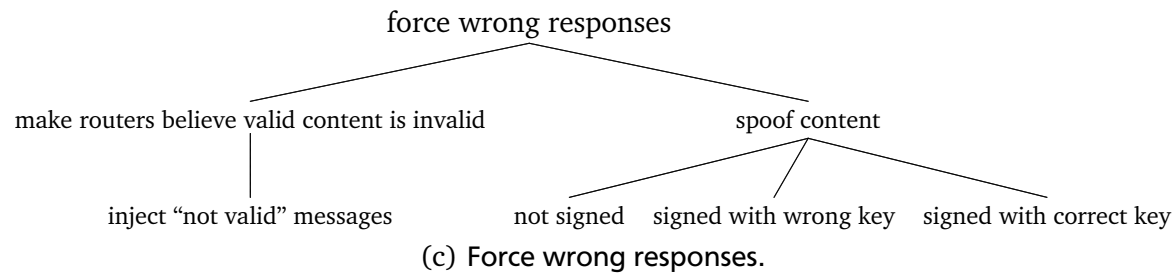 force wrong responses
make routers believe valid content is invalid
spoof content
inject “not valid” messages
not signed
signed with wrong key
signed with correct key
(c) Force wrong responses.